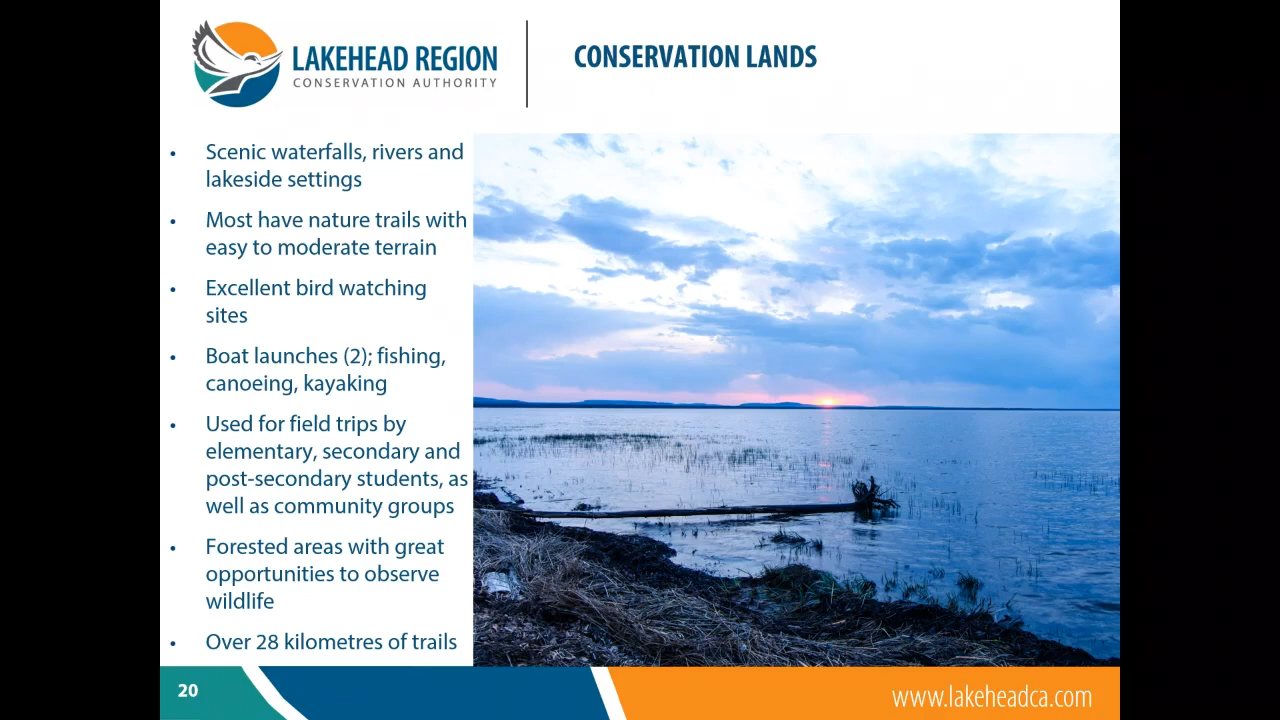 LAKEHEAD REGION
CONSERVATION AUTHORITY
CONSERVATION LANDS
• Scenic waterfalls, rivers and
lakeside settings
• Most have nature trails with
easy to moderate terrain
• Excellent bird watching
sites
• Boat launches (2); fishing,
canoeing, kayaking
• Used for field trips by
elementary, secondary and
post-secondary students, as
well as community groups
• Forested areas with great
opportunities to observe
wildlife
• Over 28 kilometres of trails
20
www.lakeheadca.com